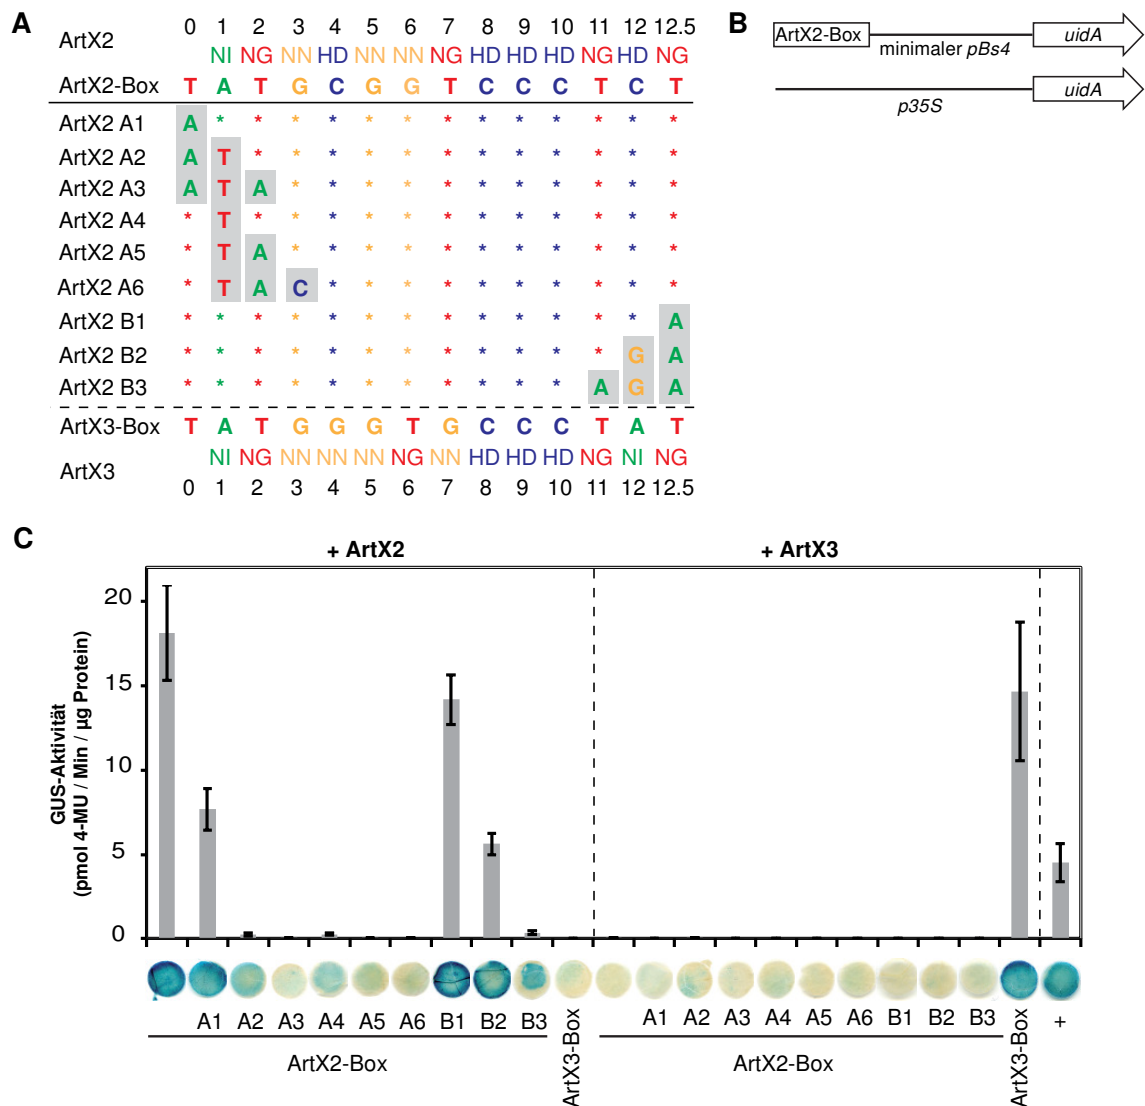 A
ArtX2 0 1 2 3 4 5 6 7 8 9 10 11 12 12.5
NI NG NN HD NN NN NG HD HD HD NG HD NG
ArtX2-Box T A T G C G G T C C C T C T
ArtX2 A1 A * * * * * * * * * * * * *
ArtX2 A2 A T * * * * * * * * * * * *
ArtX2 A3 A T A * * * * * * * * * * *
ArtX2 A4 * T * * * * * * * * * * * *
ArtX2 A5 * T A * * * * * * * * * * *
ArtX2 A6 * T A C * * * * * * * * * *
ArtX2 B1 * * * * * * * * * * * * * A
ArtX2 B2 * * * * * * * * * * * * G A
ArtX2 B3 * * * * * * * * * * * A G A
ArtX3-Box T A T G G G T G C C C T A T
NI NG NN NN NN NG NN HD HD HD NG NI NG
ArtX3 0 1 2 3 4 5 6 7 8 9 10 11 12 12.5
B
ArtX2-Box minimaler pBs4 uidA
p35S uidA
C
+ ArtX2 + ArtX3
GUS-Aktivität
(pmol 4-MU / Min / µg Protein)
20
15
10
5
0
A1 A2 A3 A4 A5 A6 B1 B2 B3 ArtX3-Box A1 A2 A3 A4 A5 A6 B1 B2 B3 ArtX3-Box +
ArtX2-Box ArtX2-Box